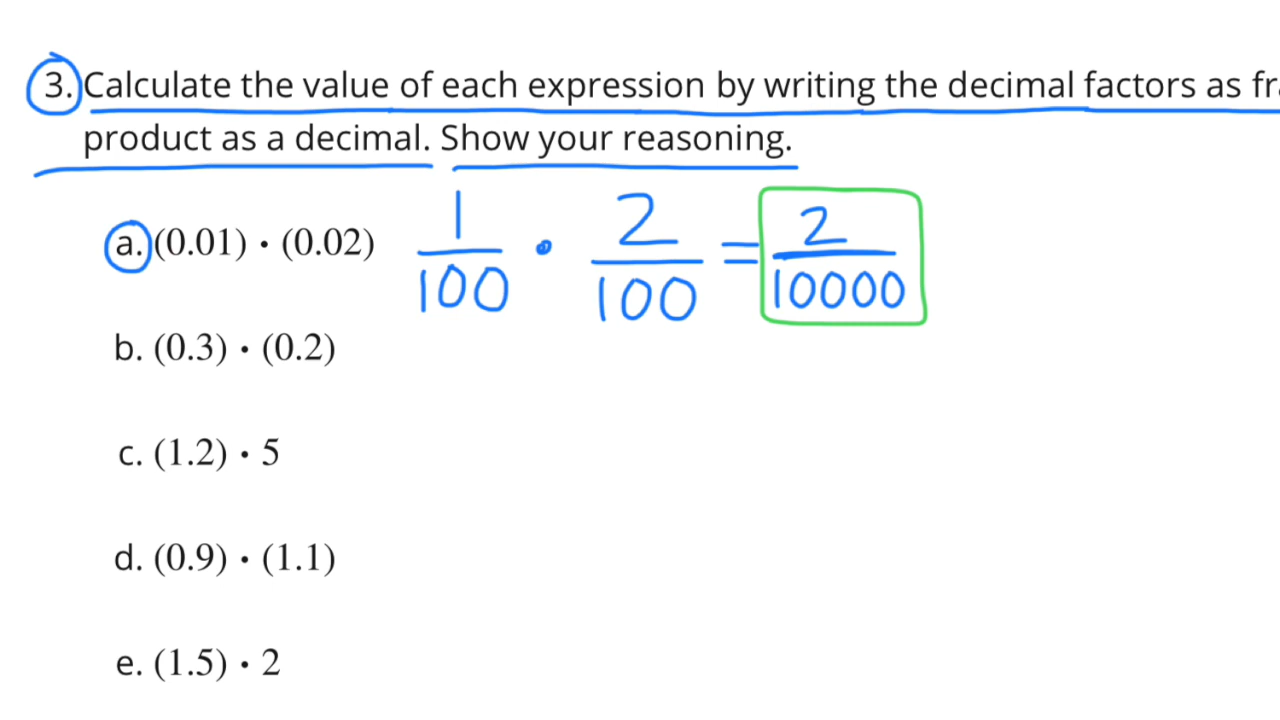 3. Calculate the value of each expression by writing the decimal factors as
product as a decimal. Show your reasoning.
a. (0.01) · (0.02) 1/100 · 2/100 = 2/10000
b. (0.3) · (0.2)
c. (1.2) · 5
d. (0.9) · (1.1)
e. (1.5) · 2